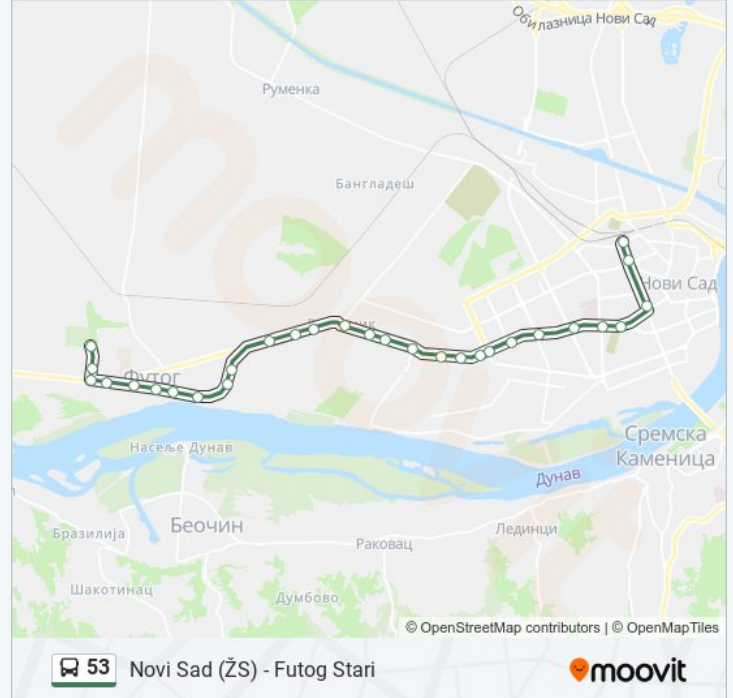 Обилазница Нови Сад
Руменка
Бангладеш
Нови Сад
Футог
Сремска
Каменица
Насеље Дунав
Дунав
Беочин
Бразилија
Лединци
Раковац
Шакотинац
Думбово
© OpenStreetMap contributors | © OpenMapTiles
53 Novi Sad (ŽS) - Futog Stari
moovit